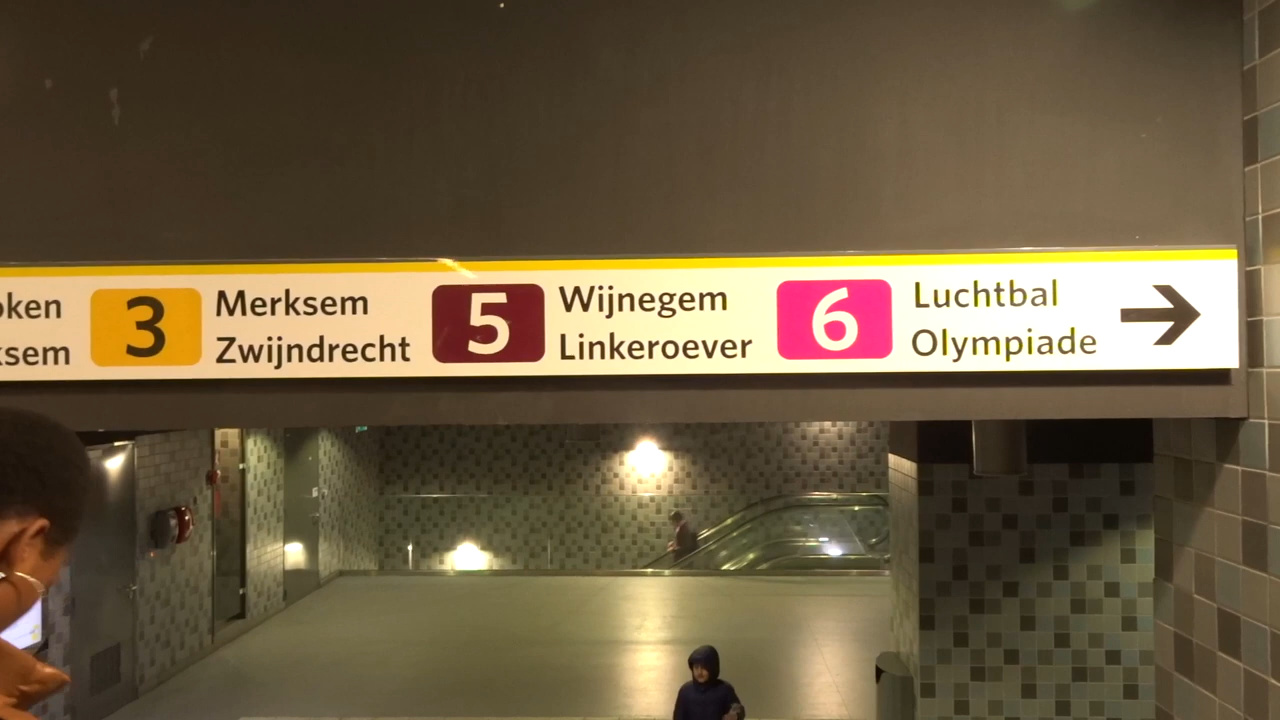 3 Merksem
Zwijndrecht
5 Wijnegem
Linkeroever
6 Luchtbal
Olympiade